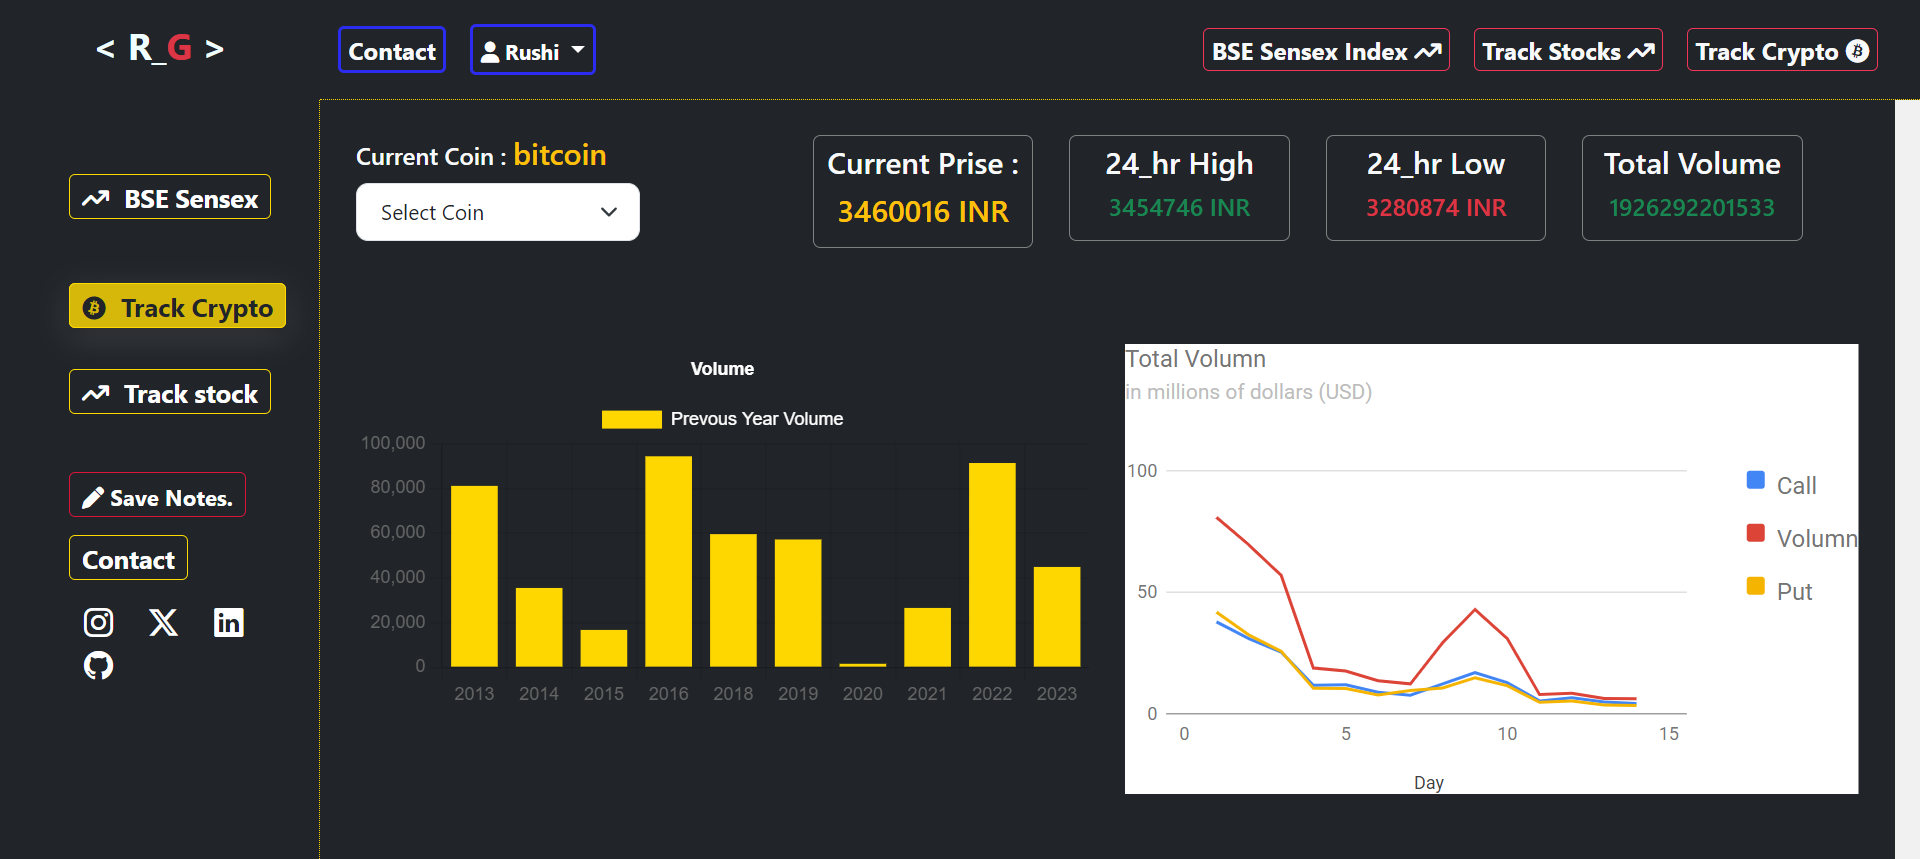 < R_G >
Contact
Rushi
BSE Sensex Index
Track Stocks
Track Crypto
BSE Sensex
Track Crypto
Track stock
Save Notes.
Contact
Current Coin : bitcoin
Select Coin
Current Prise :
3460016 INR
24_hr High
3454746 INR
24_hr Low
3280874 INR
Total Volume
1926292201533
Volume
Prevous Year Volume
100,000
80,000
60,000
40,000
20,000
0
2013 2014 2015 2016 2018 2019 2020 2021 2022 2023
Total Volumn
in millions of dollars (USD)
100
50
0
0 5 10 15
Day
Call
Volumn
Put